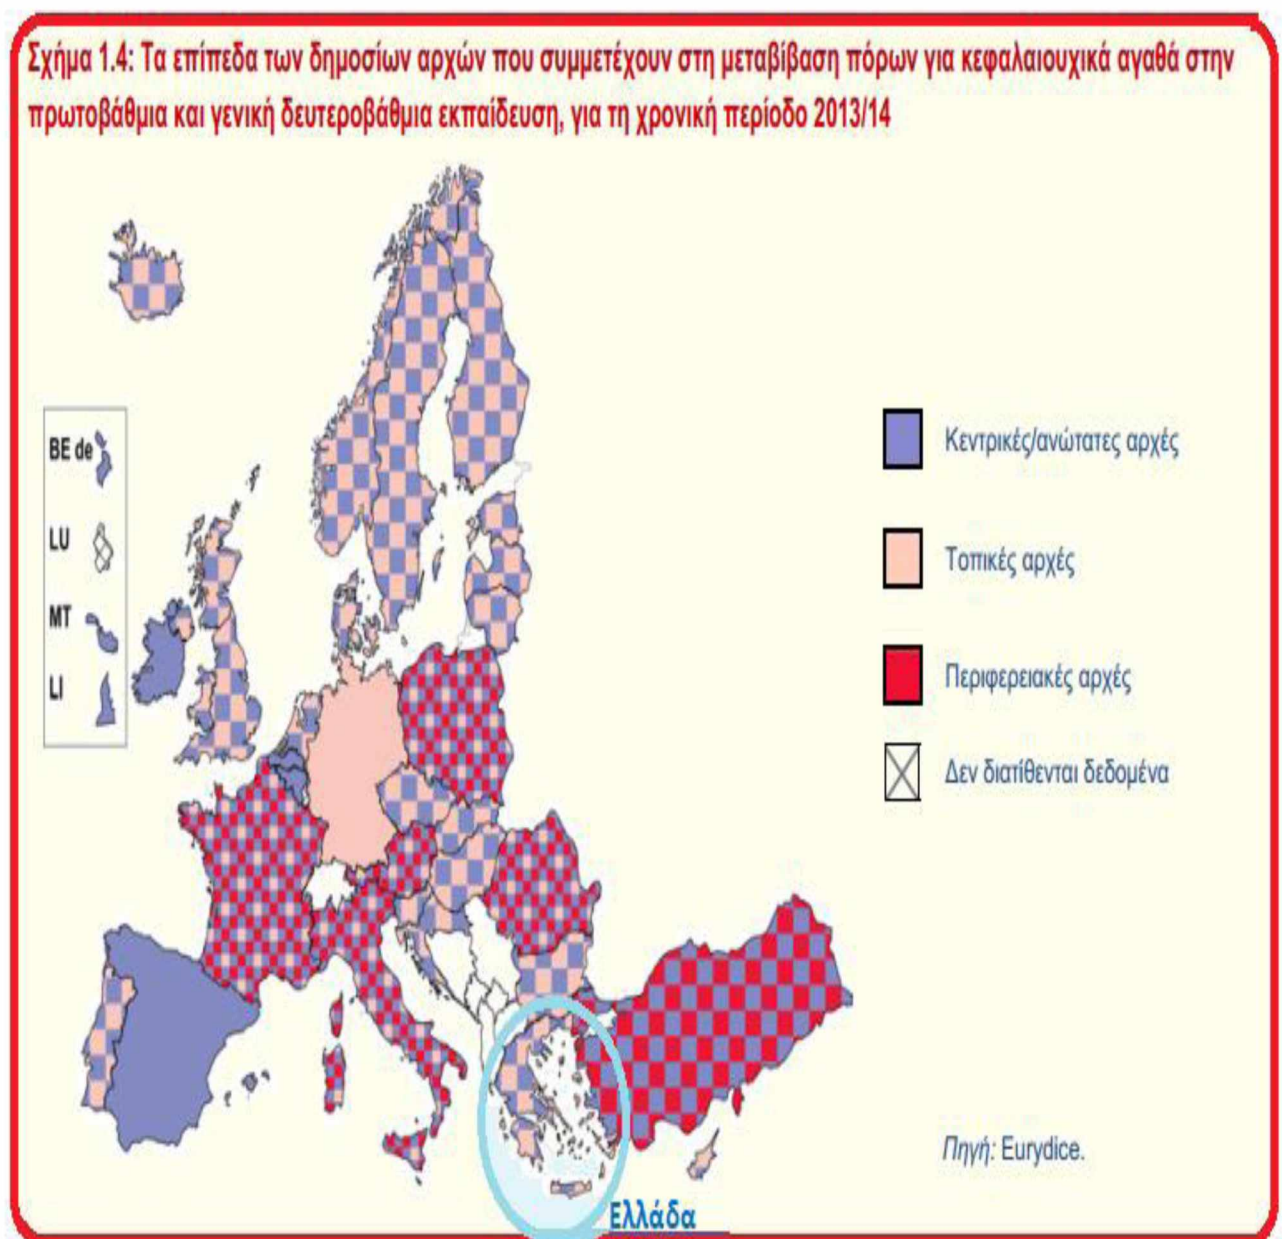 Σχήμα 1.4: Τα επίπεδα των δημοσίων αρχών που συμμετέχουν στη μεταβίβαση πόρων για κεφαλαιουχικά αγαθά στην
πρωτοβάθμια και γενική δευτεροβάθμια εκπαίδευση, για τη χρονική περίοδο 2013/14
BE de
LU
MT
LI
Κεντρικές/ανώτατες αρχές
Τοπικές αρχές
Περιφερειακές αρχές
Δεν διατίθενται δεδομένα
Πηγή: Eurydice.
Ελλάδα